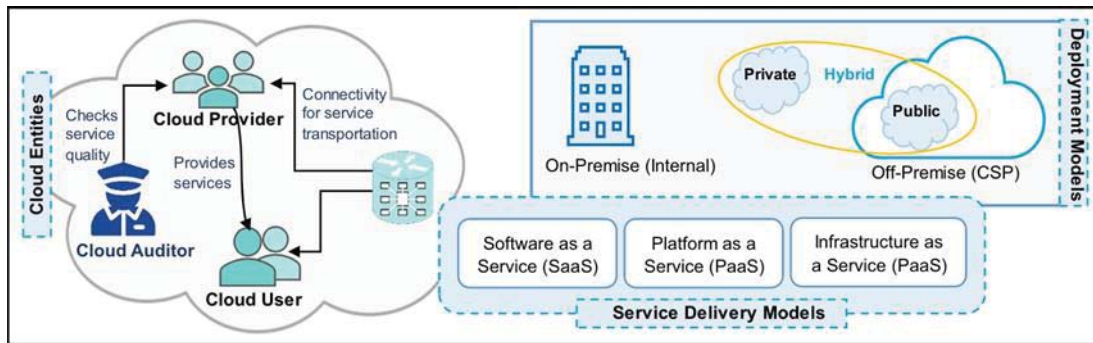 Cloud Entities
Checks
service
quality
Cloud Provider
Connectivity
for service
transportation
Provides
services
Cloud Auditor
Cloud User
On-Premise (Internal)
Private
Hybrid
Public
Off-Premise (CSP)
Deployment Models
Software as a
Service (SaaS)
Platform as a
Service (PaaS)
Infrastructure as
a Service (PaaS)
Service Delivery Models